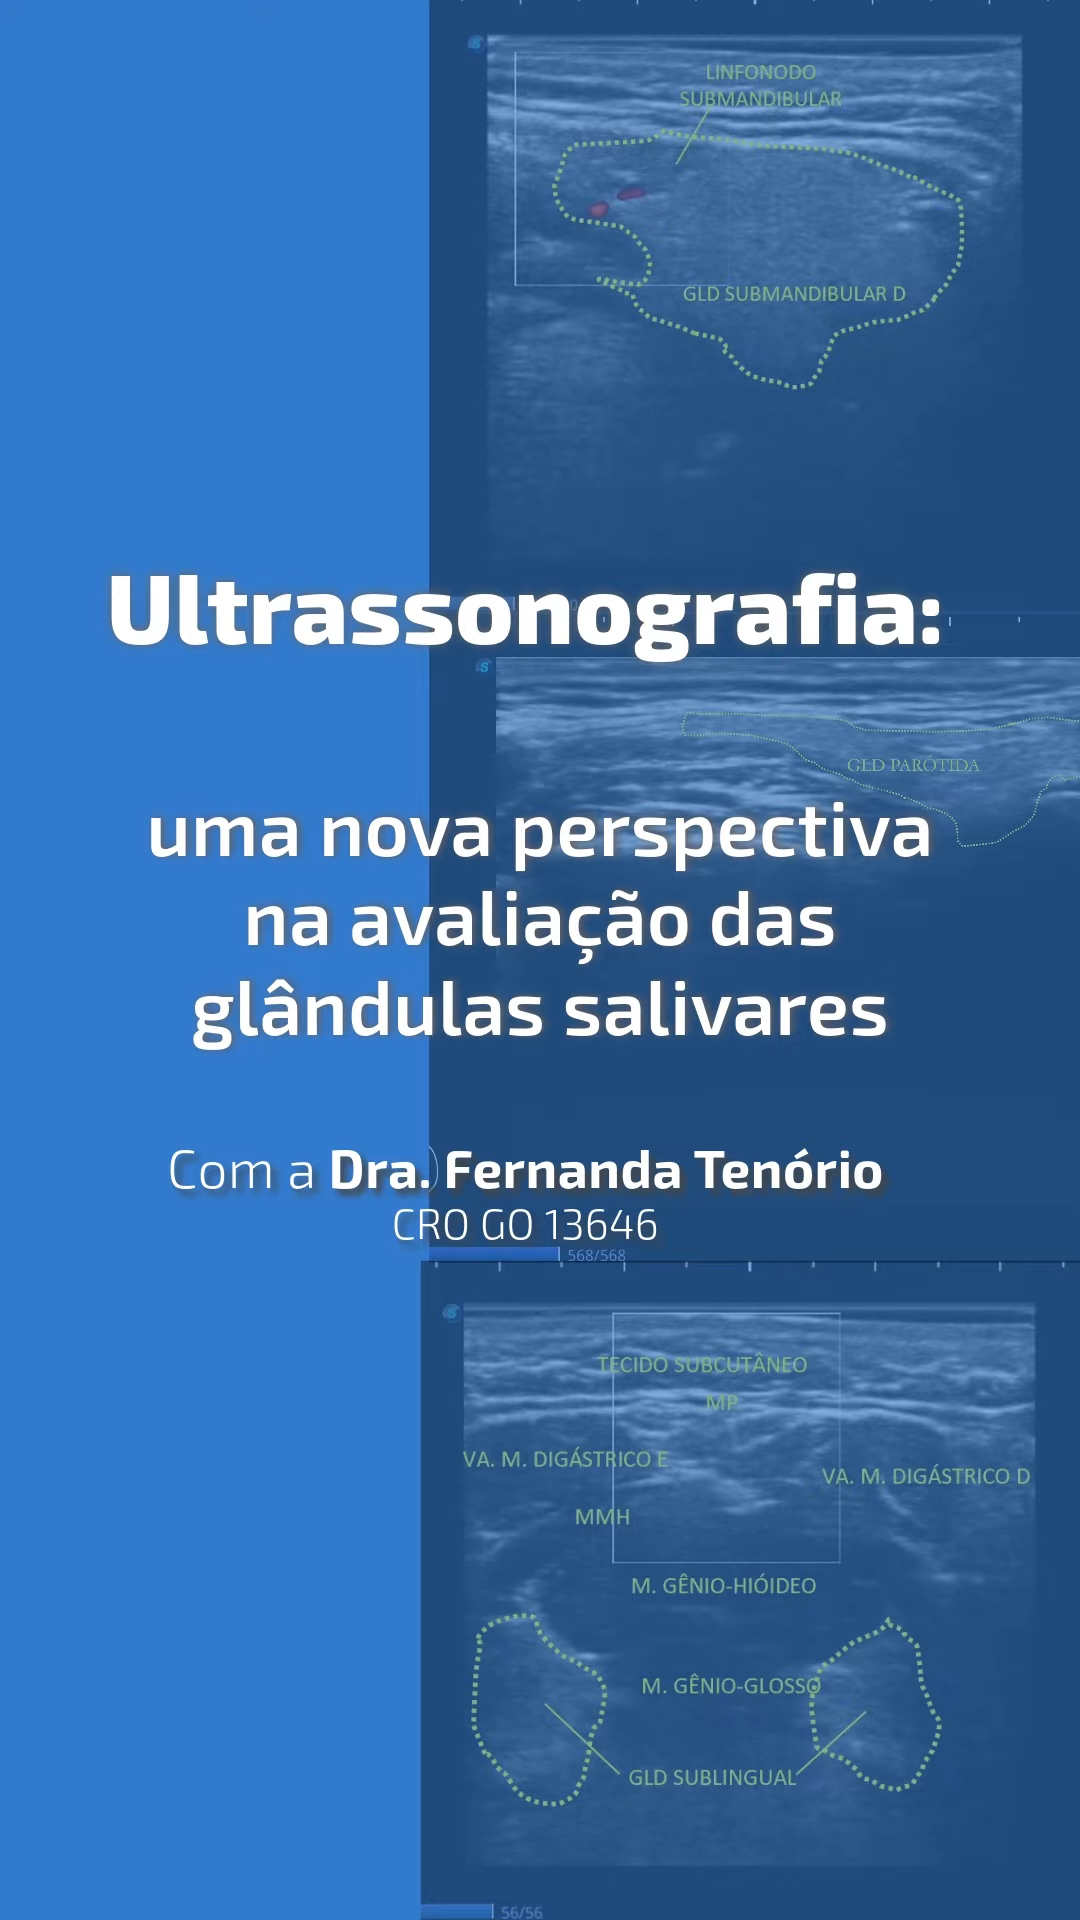 LINFONODO
SUBMANDIBULAR
GLD SUBMANDIBULAR D
Ultrassonografia:
GLD PARÓTIDA
uma nova perspectiva
na avaliação das
glândulas salivares
Com a Dra. Fernanda Tenório
CRO GO 13646
568/568
TECIDO SUBCUTÂNEO
MP
VA. M. DIGÁSTRICO E
VA. M. DIGÁSTRICO D
MMH
M. GÊNIO-HIÓIDEO
M. GÊNIO-GLOSSO
GLD SUBLINGUAL
56/56